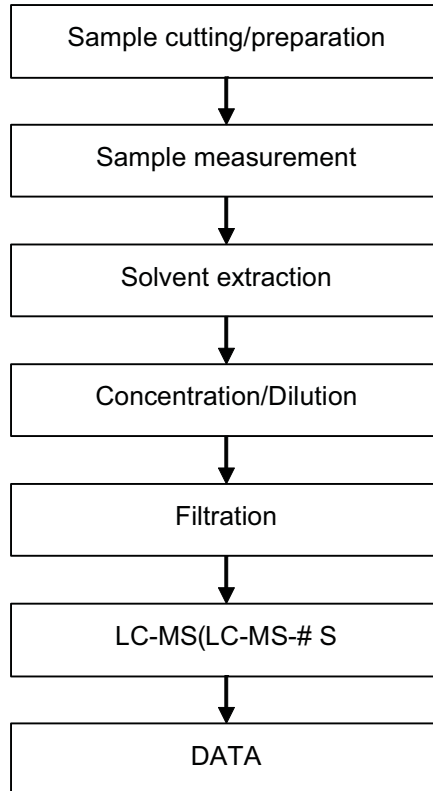 Sample cutting/preparation
Sample measurement
Solvent extraction
Concentration/Dilution
Filtration
LC-MS(LC-MS-# S
DATA